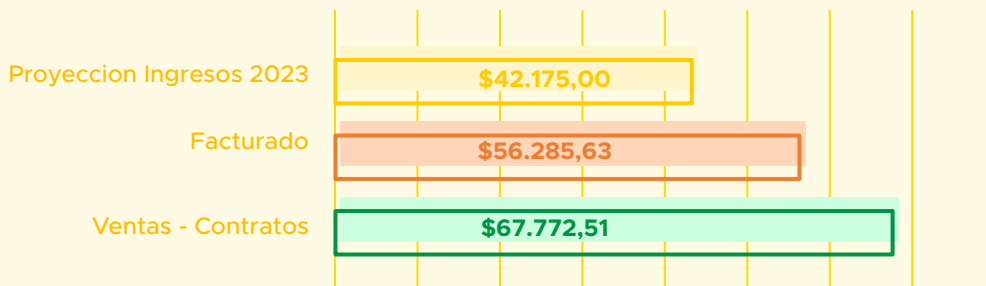 Proyeccion Ingresos 2023
$42.175,00
Facturado
$56.285,63
Ventas - Contratos
$67.772,51